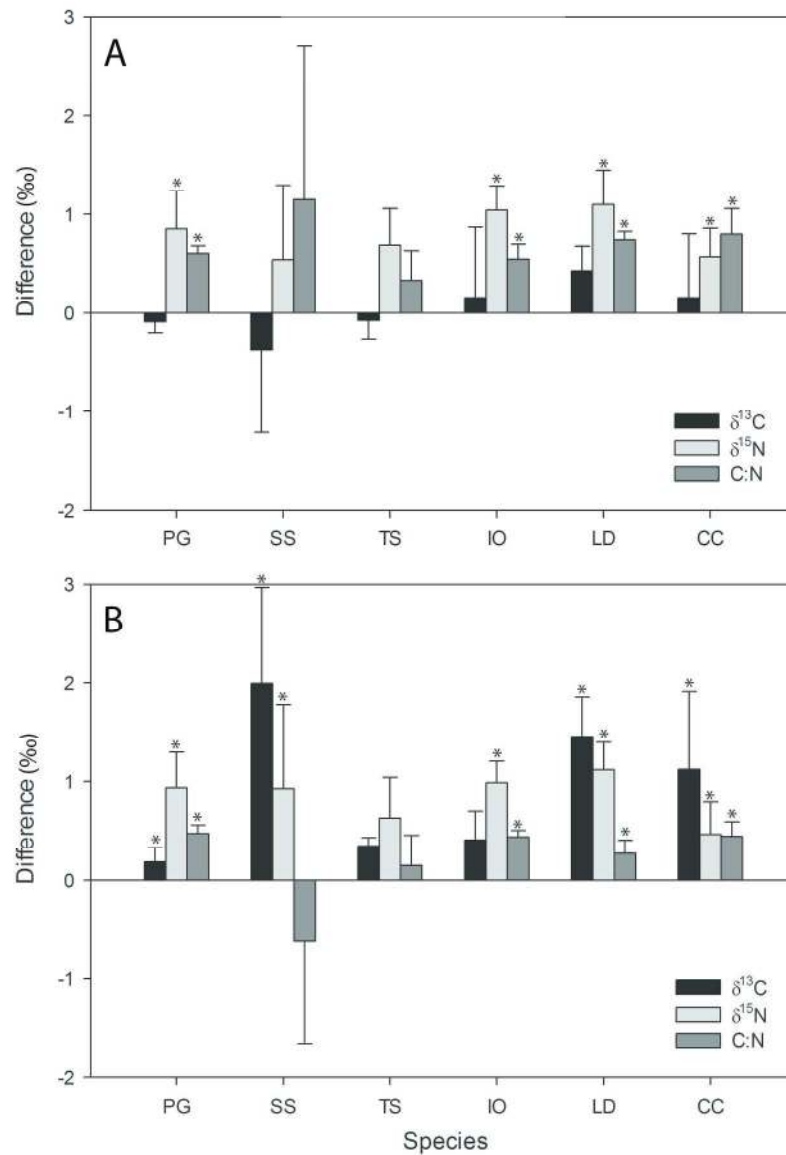 A
Difference (‰)
3
2
1
0
-1
-2
* * * * * * * * *
δ13C
δ15N
C:N
PG SS TS IO LD CC
B
Difference (‰)
3
2
1
0
-1
-2
* * * * * * * * * * * * *
δ13C
δ15N
C:N
PG SS TS IO LD CC
Species